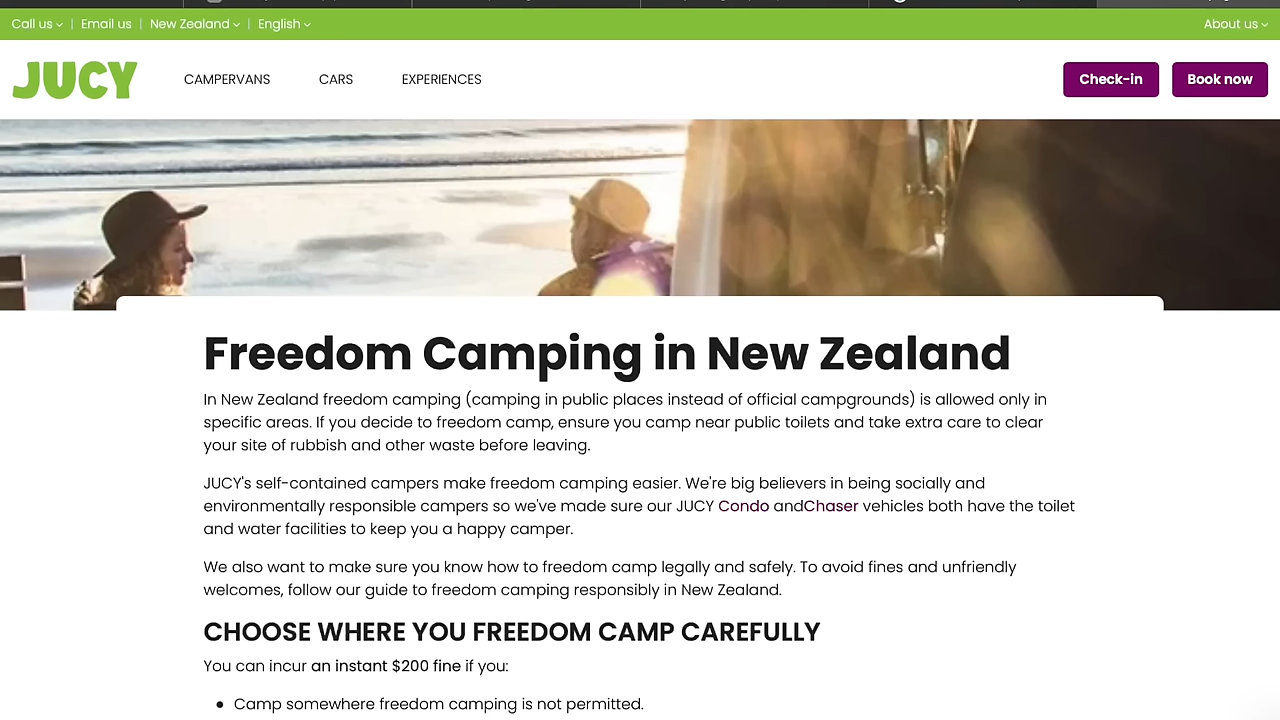 Call us | Email us | New Zealand | English About us
JUCY CAMPERVANS CARS EXPERIENCES Check-in Book now
Freedom Camping in New Zealand
In New Zealand freedom camping (camping in public places instead of official campgrounds) is allowed only in
specific areas. If you decide to freedom camp, ensure you camp near public toilets and take extra care to clear
your site of rubbish and other waste before leaving.
JUCY's self-contained campers make freedom camping easier. We're big believers in being socially and
environmentally responsible campers so we've made sure our JUCY Condo andChaser vehicles both have the toilet
and water facilities to keep you a happy camper.
We also want to make sure you know how to freedom camp legally and safely. To avoid fines and unfriendly
welcomes, follow our guide to freedom camping responsibly in New Zealand.
CHOOSE WHERE YOU FREEDOM CAMP CAREFULLY
You can incur an instant $200 fine if you:
● Camp somewhere freedom camping is not permitted.